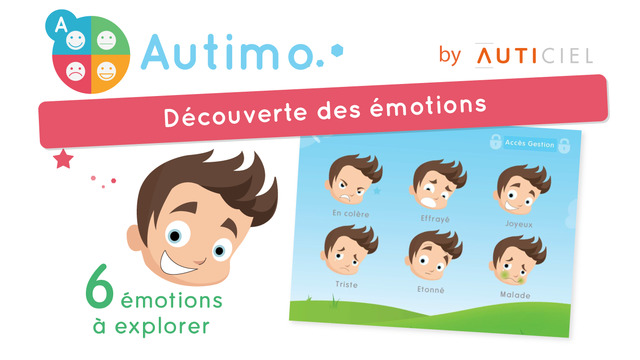 A
Autimo
by AUTICIEL
Découverte des émotions
Accès Gestion
En colère
Effrayé
Joyeux
Triste
Etonné
Malade
6 émotions
à explorer